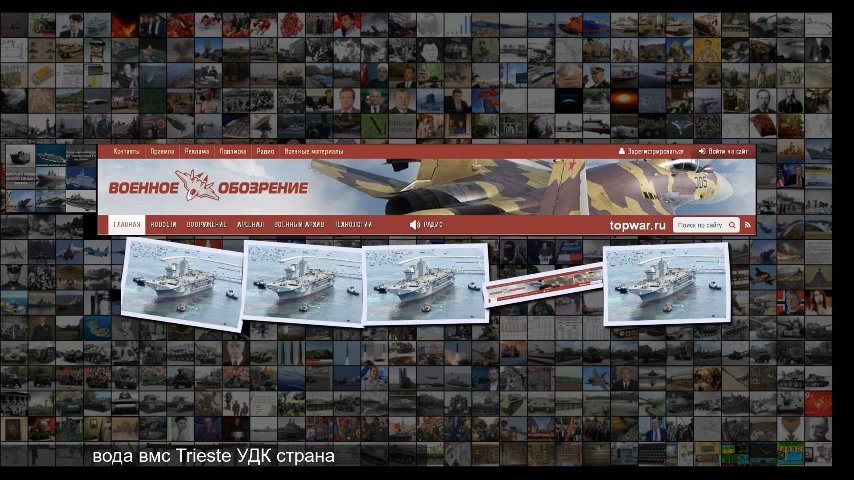 Контакты Правила Реклама Подписка Радио Военные материалы Зарегистрироваться Войти на сайт
ВОЕННОЕ ОБОЗРЕНИЕ
ГЛАВНАЯ НОВОСТИ ВООРУЖЕНИЕ АРСЕНАЛ ВОЕННЫЙ АРХИВ ТЕХНОЛОГИИ РАДИО topwar.ru Поиск по сайту
вода вмс Trieste УДК страна